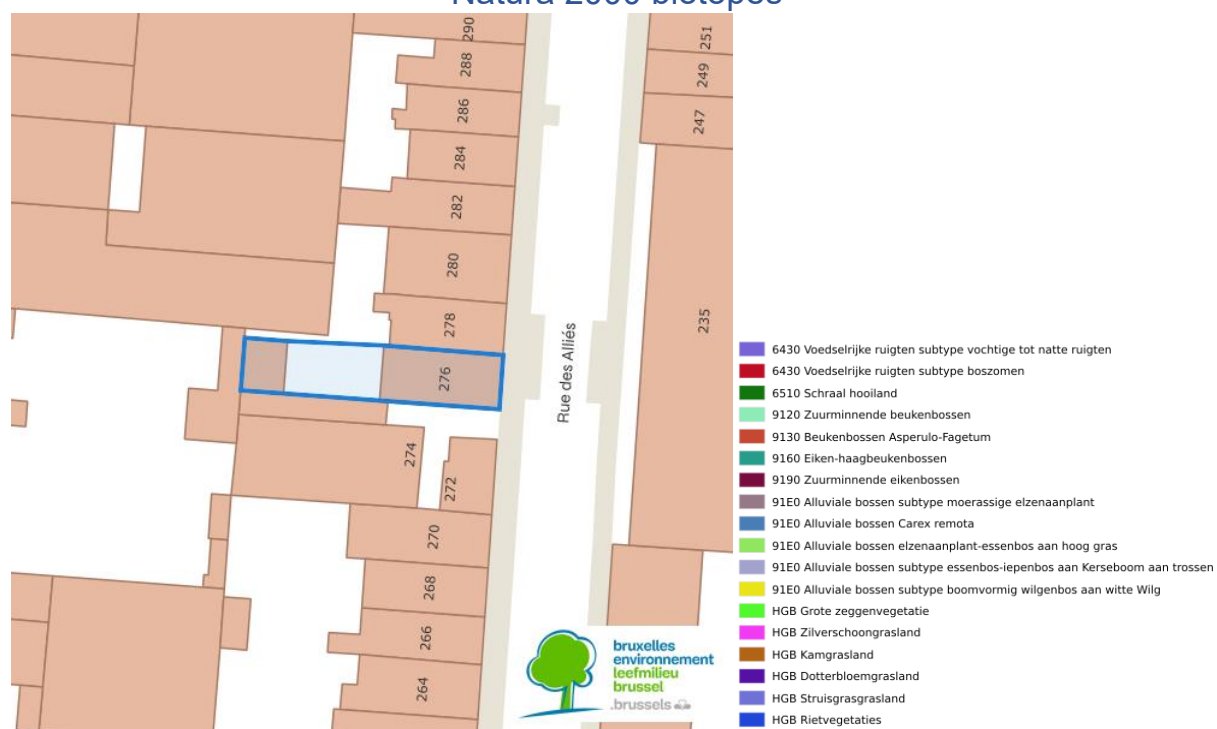 Natura 2000 biotopes
290
288
286
284
282
280
278
276
274
272
270
268
266
264
251
249
247
235
Rue des Alliés
bruxelles
environnement
leefmilieu
brussel
.brussels
6430 Voedselrijke ruigten subtype vochtige tot natte ruigten
6430 Voedselrijke ruigten subtype boszomen
6510 Schraal hooiland
9120 Zuurminnende beukenbossen
9130 Beukenbossen Asperulo-Fagetum
9160 Eiken-haagbeukenbossen
9190 Zuurminnende eikenbossen
91E0 Alluviale bossen subtype moerassige elzenaanplant
91E0 Alluviale bossen Carex remota
91E0 Alluviale bossen elzenaanplant-essenbos aan hoog gras
91E0 Alluviale bossen subtype essenbos-iepenbos aan Kerseboom aan trossen
91E0 Alluviale bossen subtype boomvormig wilgenbos aan witte Wilg
HGB Grote zeggenvegetatie
HGB Zilverschoongrasland
HGB Kamgrasland
HGB Dotterbloemgrasland
HGB Struisgrasgrasland
HGB Rietvegetaties